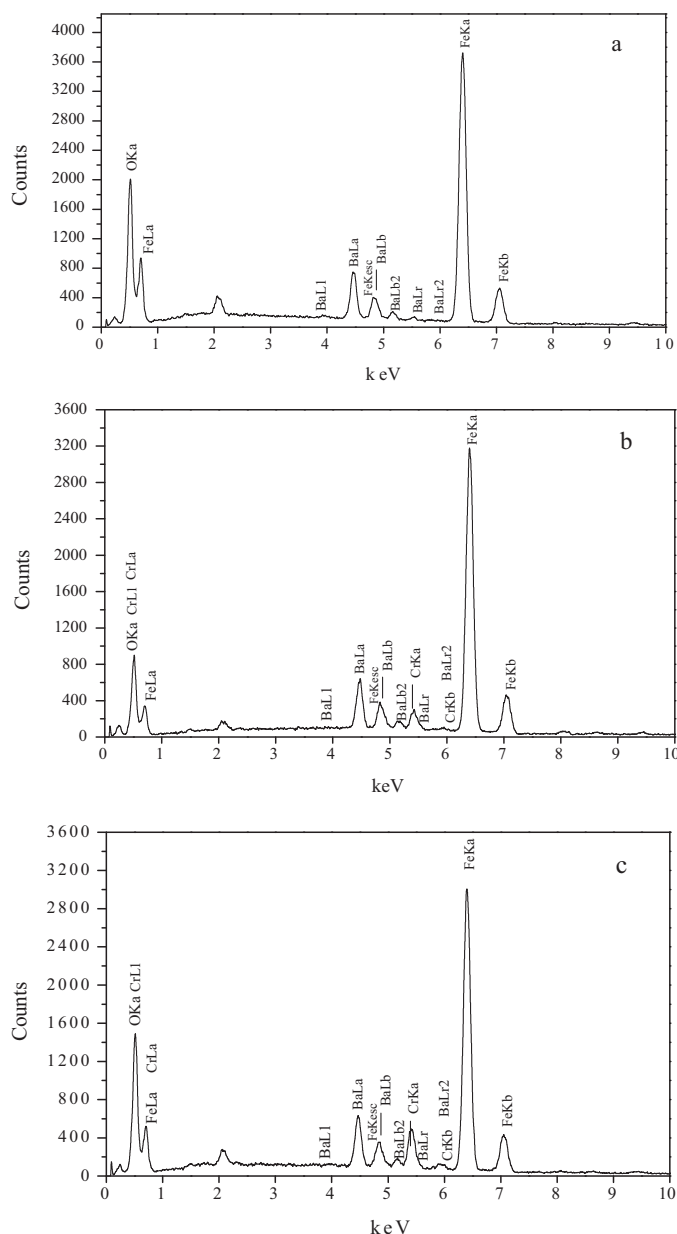 a
Counts
4000
3600
3200
2800
2400
2000
1600
1200
800
400
0
OKa
FeLa
BaL1
BaLa
FeKesc
BaLb
BaLb2
BaLr
BaLr2
FeKa
FeKb
0 1 2 3 4 5 6 7 8 9 10
k eV
b
Counts
3600
3200
2800
2400
2000
1600
1200
800
400
0
OKa CrL1 CrLa
FeLa
BaL1
BaLa
FeKesc
BaLb
BaLb2
CrKa
BaLr
CrKb
BaLr2
FeKa
FeKb
0 1 2 3 4 5 6 7 8 9 10
keV
c
Counts
3600
3200
2800
2400
2000
1600
1200
800
400
0
OKa CrL1
FeLa CrLa
BaL1
BaLa
FeKesc
BaLb
BaLb2
CrKa
BaLr
CrKb BaLr2
FeKa
FeKb
0 1 2 3 4 5 6 7 8 9 10
k eV